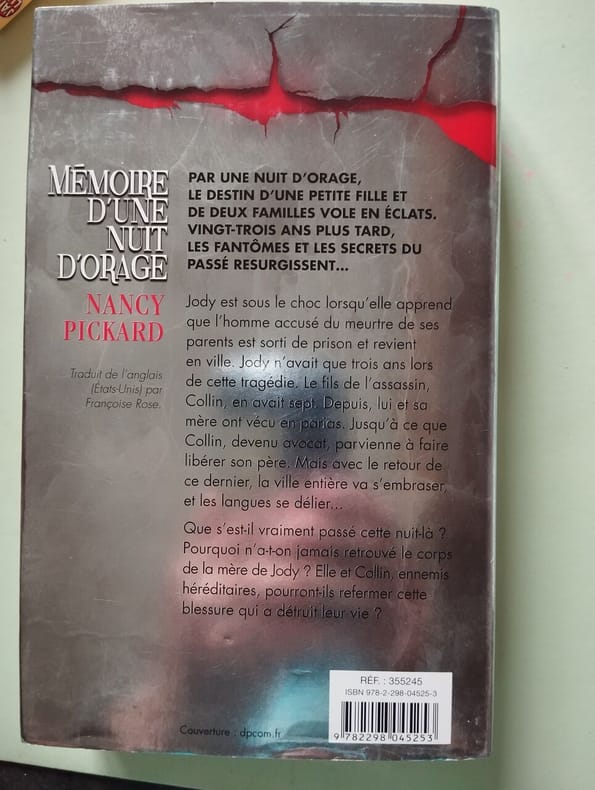 MÉMOIRE
D'UNE
NUIT
D'ORAGE
NANCY
PICKARD
Traduit de l'anglais
(États-Unis) par
Françoise Rose.
PAR UNE NUIT D'ORAGE,
LE DESTIN D'UNE PETITE FILLE ET
DE DEUX FAMILLES VOLE EN ÉCLATS.
VINGT-TROIS ANS PLUS TARD,
LES FANTÔMES ET LES SECRETS DU
PASSÉ RESURGISSENT...
Jody est sous le choc lorsqu'elle apprend
que l'homme accusé du meurtre de ses
parents est sorti de prison et revient
en ville. Jody n'avait que trois ans lors
de cette tragédie. Le fils de l'assassin,
Collin, en avait sept. Depuis, lui et sa
mère ont vécu en parias. Jusqu'à ce que
Collin, devenu avocat, parvienne à faire
libérer son père. Mais avec le retour de
ce dernier, la ville entière va s'embraser,
et les langues se délier...
Que s'est-il vraiment passé cette nuit-là ?
Pourquoi n'a-t-on jamais retrouvé le corps
de la mère de Jody ? Elle et Collin, ennemis
héréditaires, pourront-ils refermer cette
blessure qui a détruit leur vie ?
RÉF. : 355245
ISBN 978-2-298-04525-3
9 782298 045253
Couverture : dpcom.fr